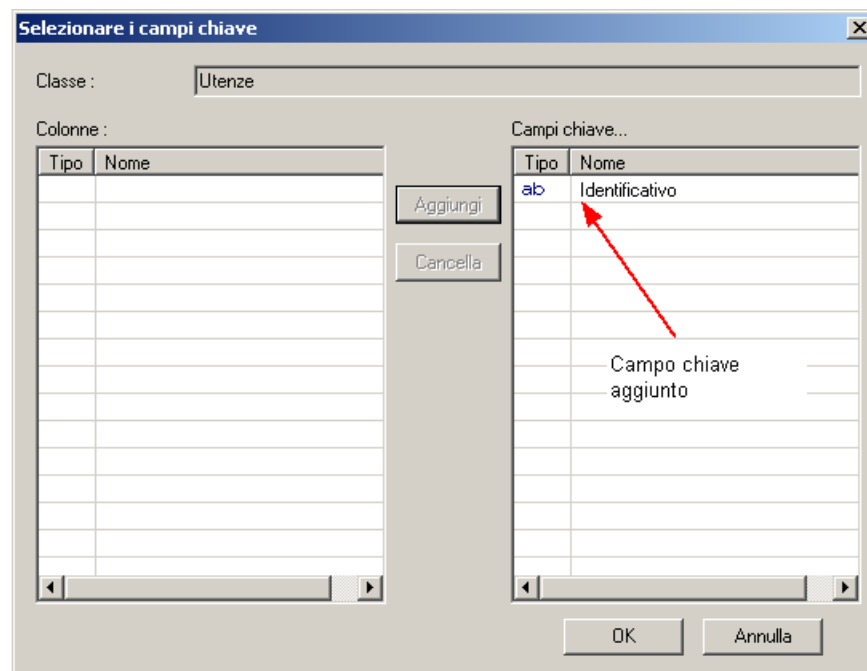 Selezionare i campi chiave
Classe :
Utenze
Colonne :
Campi chiave...
Tipo Nome
Tipo Nome
Aggiungi
Cancella
ab Identificativo
Campo chiave
aggiunto
OK
Annulla